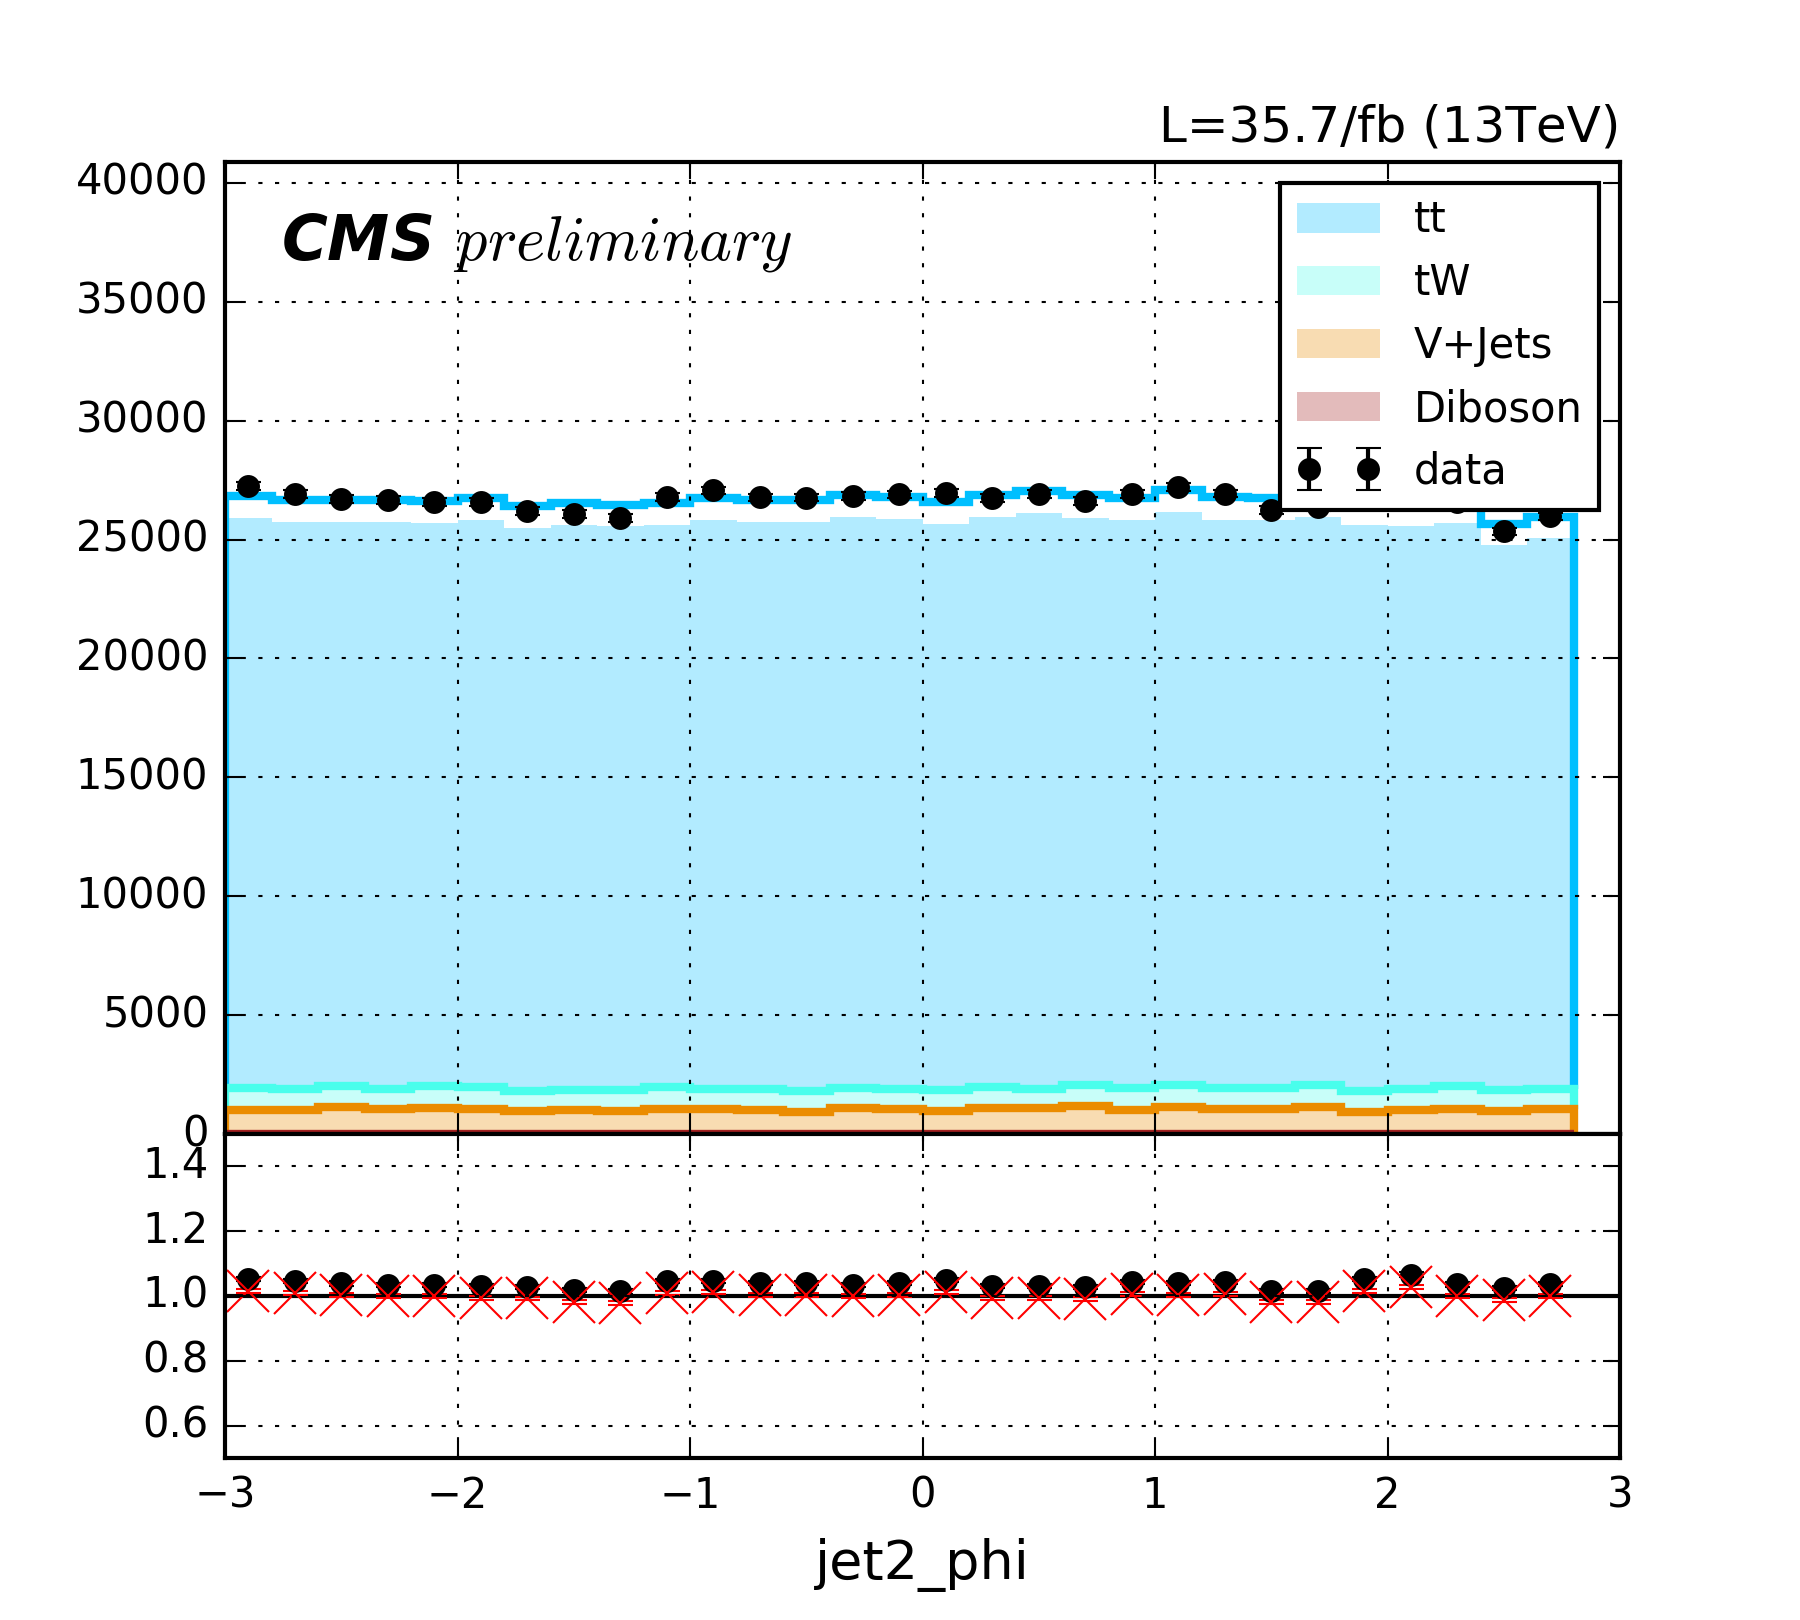 L=35.7/fb (13TeV)
CMS preliminary
40000
35000
30000
25000
20000
15000
10000
5000
0
tt
tW
V+Jets
Diboson
data
1.4
1.2
1.0
0.8
0.6
−3 −2 −1 0 1 2 3
jet2_phi